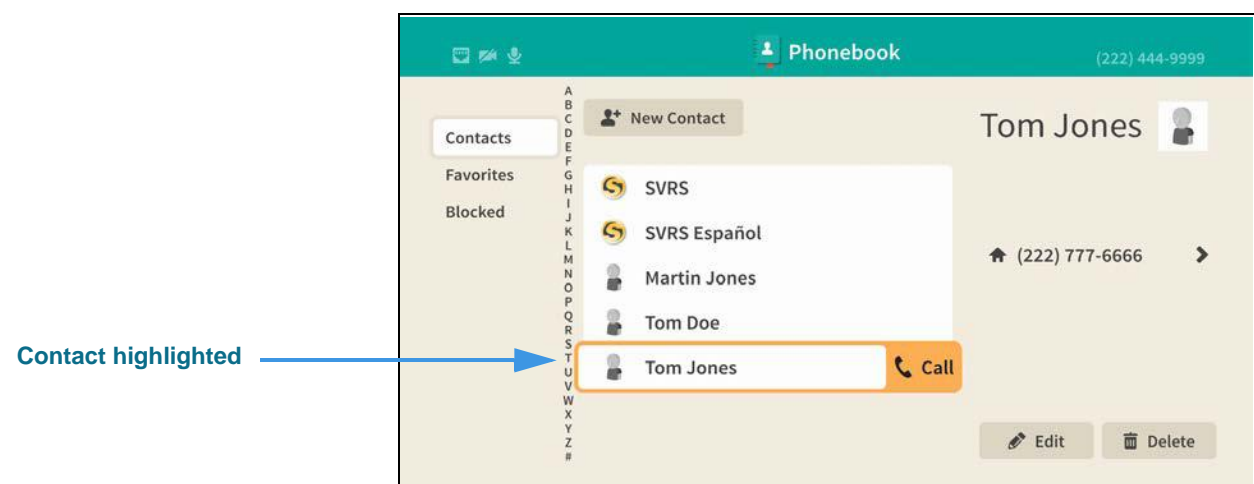 Phonebook
(222) 444-9999
Contacts
Favorites
Blocked
A
B
C
D
E
F
G
H
I
J
K
L
M
N
O
P
Q
R
S
T
U
V
W
X
Y
Z
#
New Contact
SVRS
SVRS Español
Martin Jones
Tom Doe
Tom Jones
Call
Tom Jones
(222) 777-6666
Edit
Delete
Contact highlighted